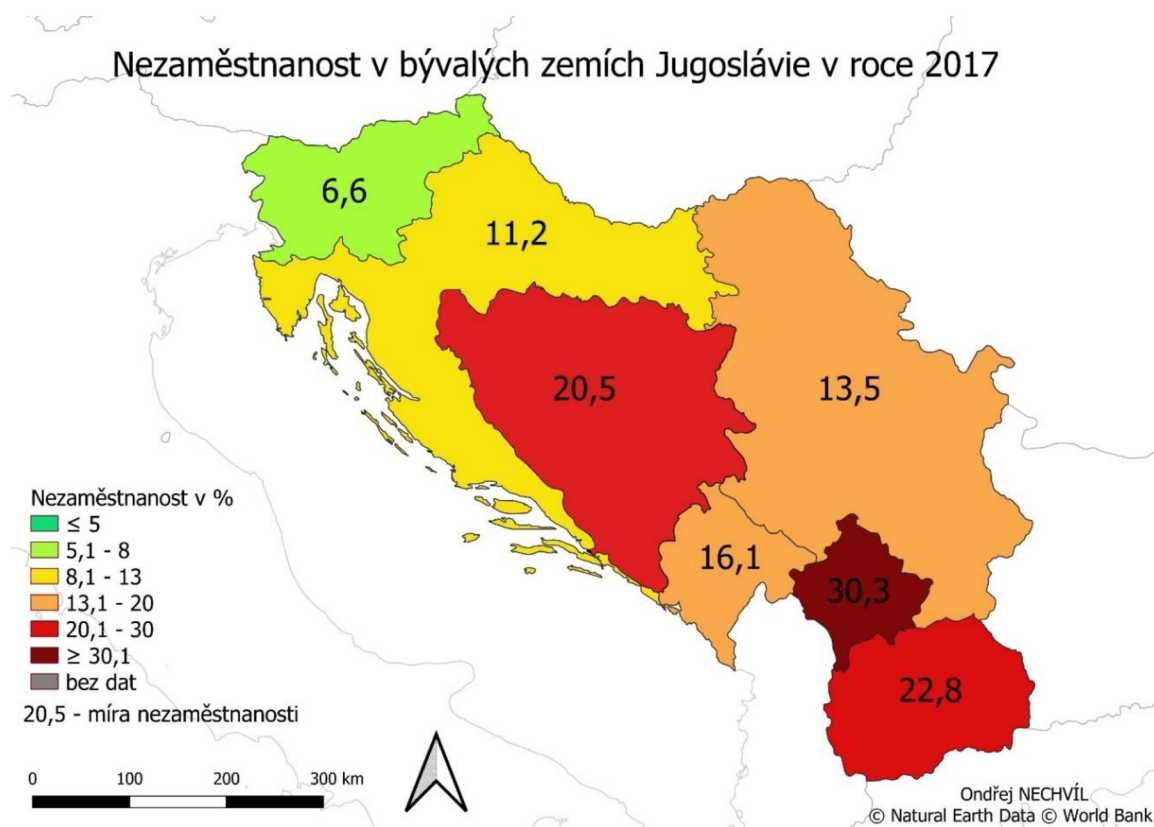 Nezaměstnanost v bývalých zemích Jugoslávie v roce 2017
6,6
11,2
20,5
13,5
16,1
30,3
22,8
Nezaměstnanost v %
≤ 5
5,1 - 8
8,1 - 13
13,1 - 20
20,1 - 30
≥ 30,1
bez dat
20,5 - míra nezaměstnanosti
0 100 200 300 km
Ondřej NECHVÍL
© Natural Earth Data © World Bank